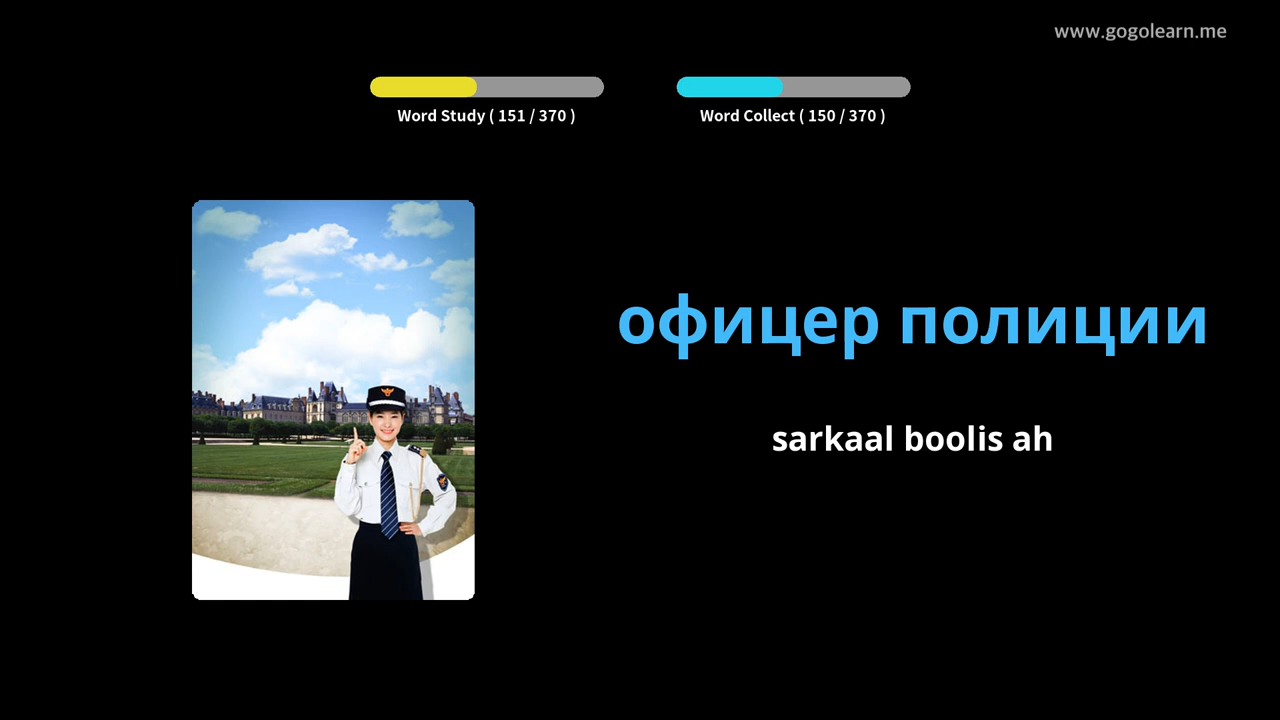 www.gogolearn.me
Word Study ( 151 / 370 )
Word Collect ( 150 / 370 )
офицер полиции
sarkaal boolis ah